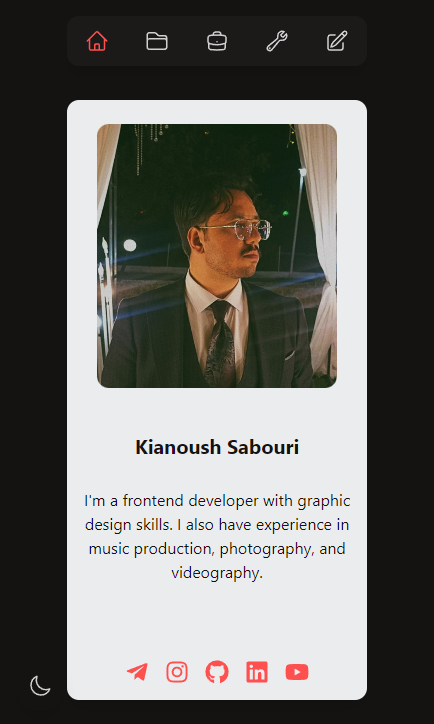 Kianoush Sabouri
I'm a frontend developer with graphic
design skills. I also have experience in
music production, photography, and
videography.